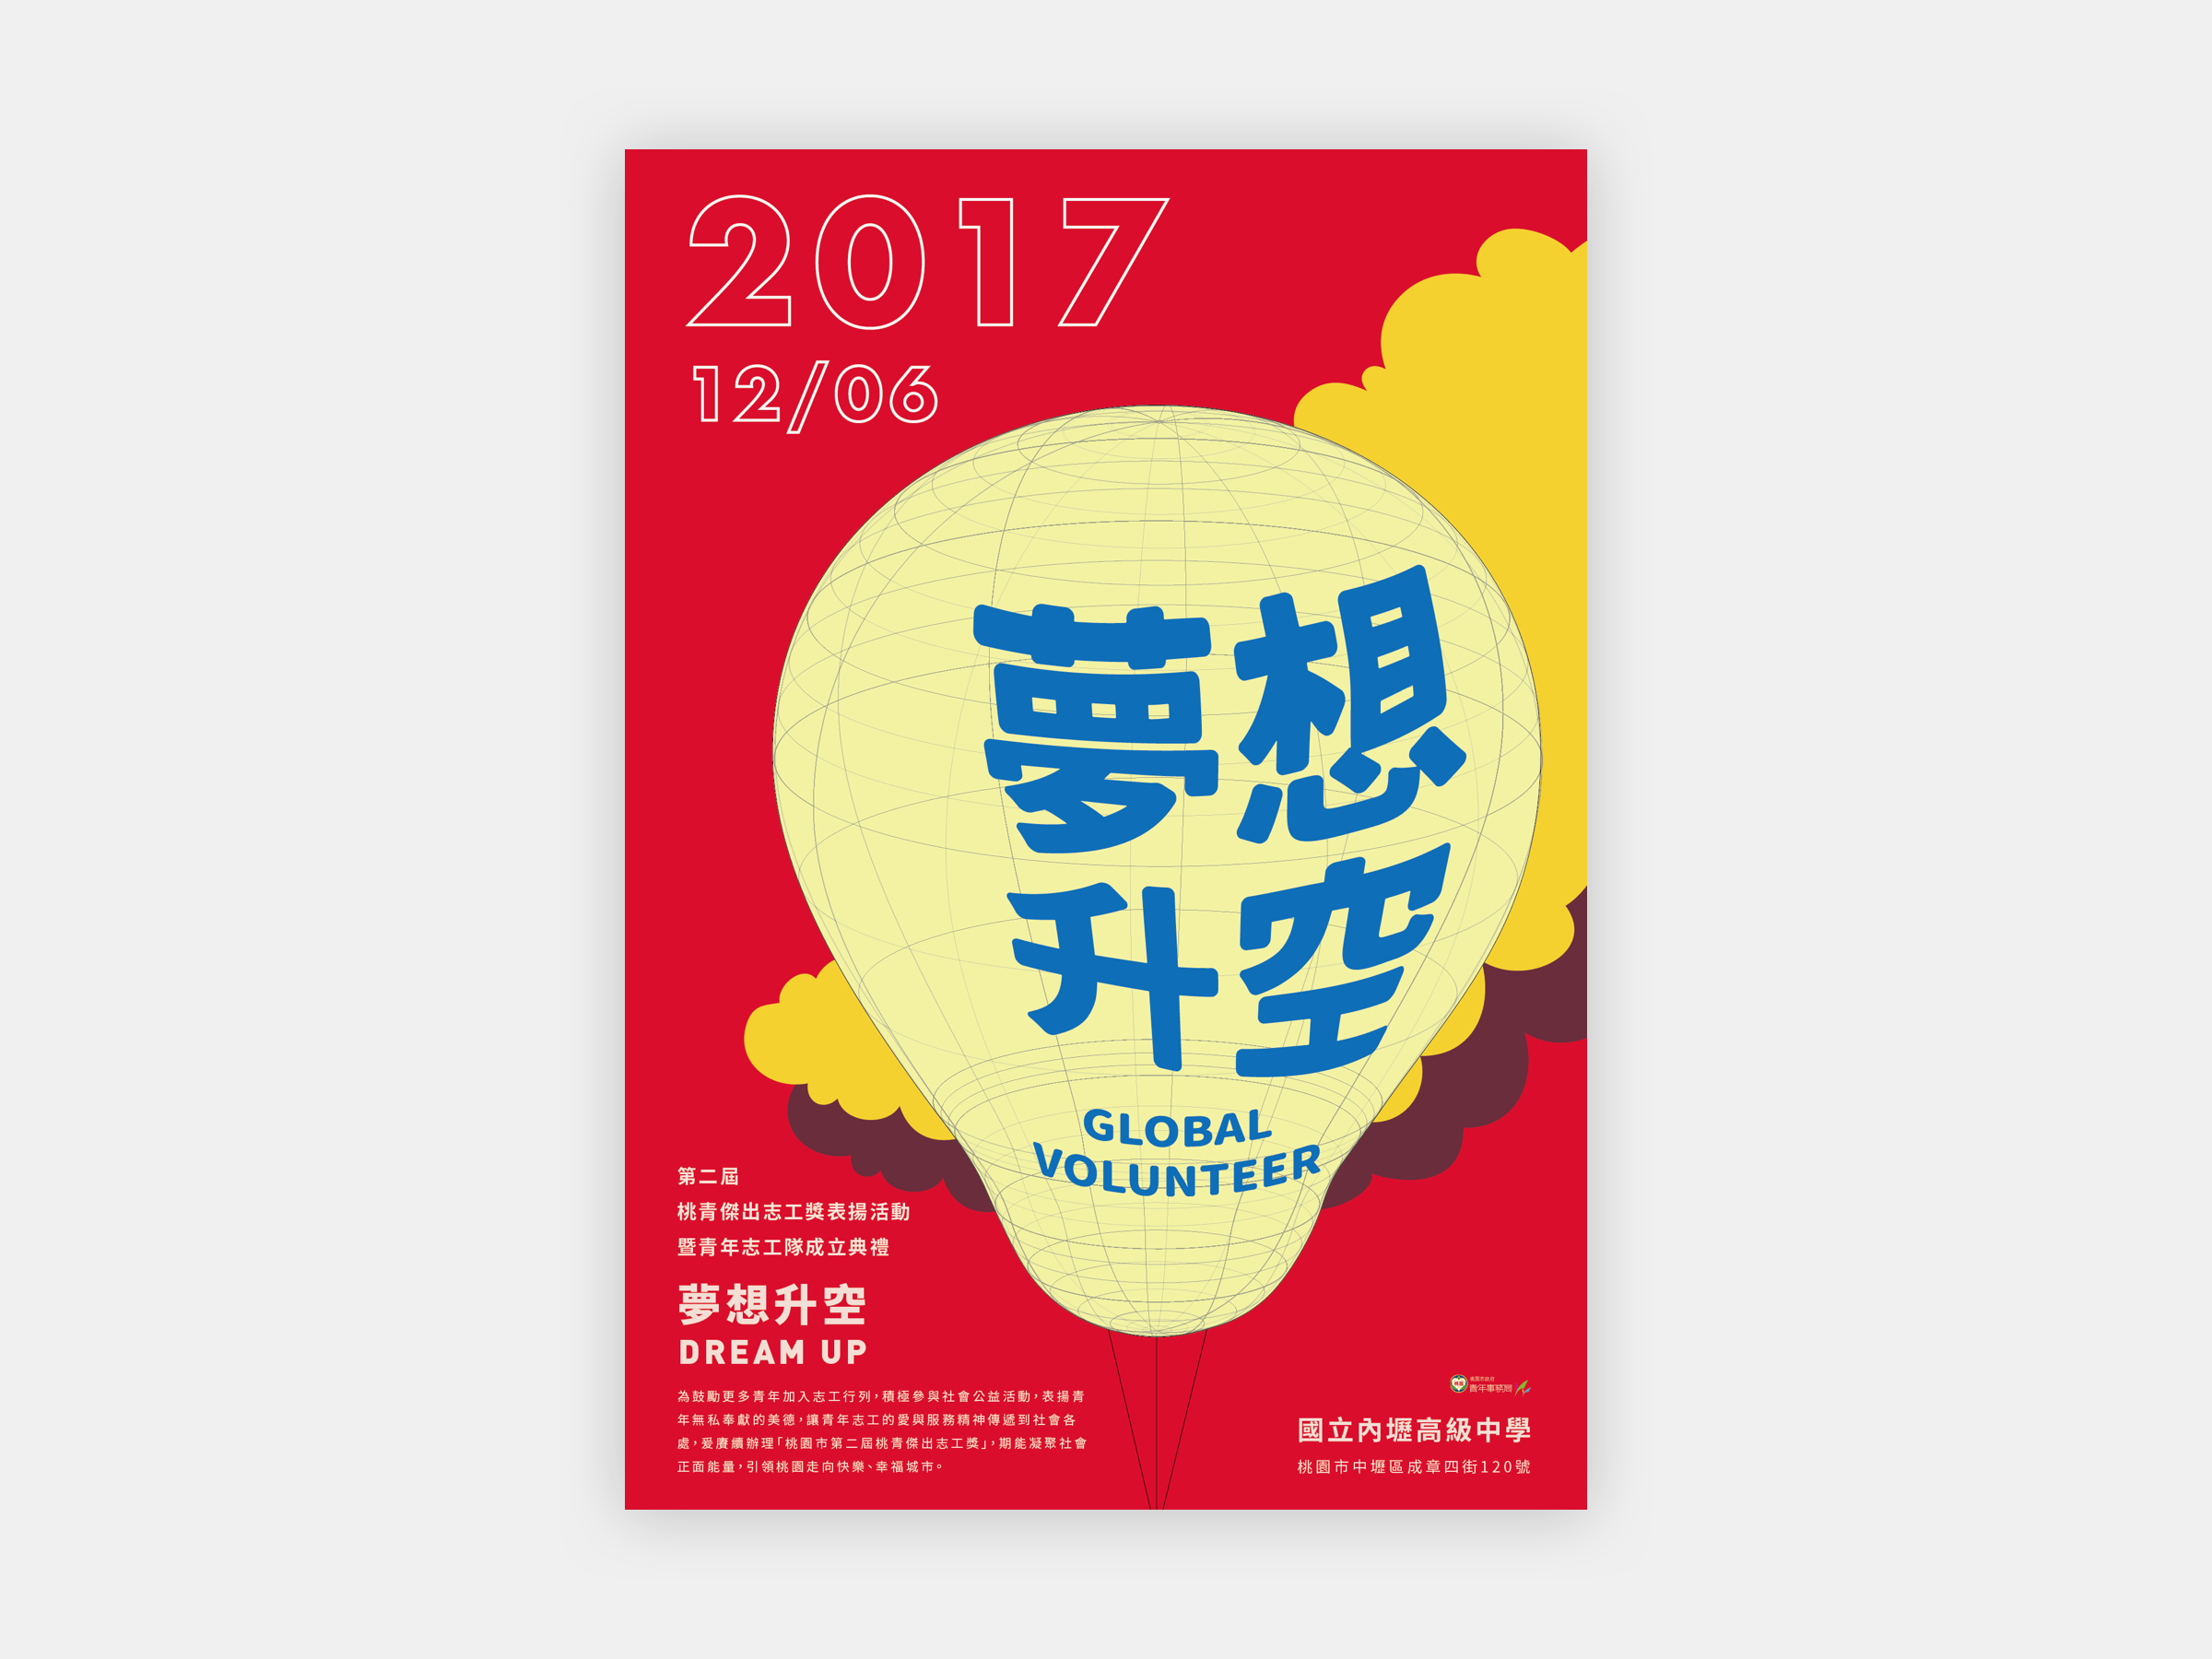 2017
12/06
夢想
升空
GLOBAL
VOLUNTEER
第二屆
桃青傑出志工獎表揚活動
暨青年志工隊成立典禮
夢想升空
DREAM UP
為鼓勵更多青年加入志工行列，積極參與社會公益活動，表揚青
年無私奉獻的美德，讓青年志工的愛與服務精神傳遞到社會各
處，爰賡續辦理「桃園市第二屆桃青傑出志工獎」，期能凝聚社會
正面能量，引領桃園走向快樂、幸福城市。
桃園市政府
青年事務局
國立內壢高級中學
桃園市中壢區成章四街120號